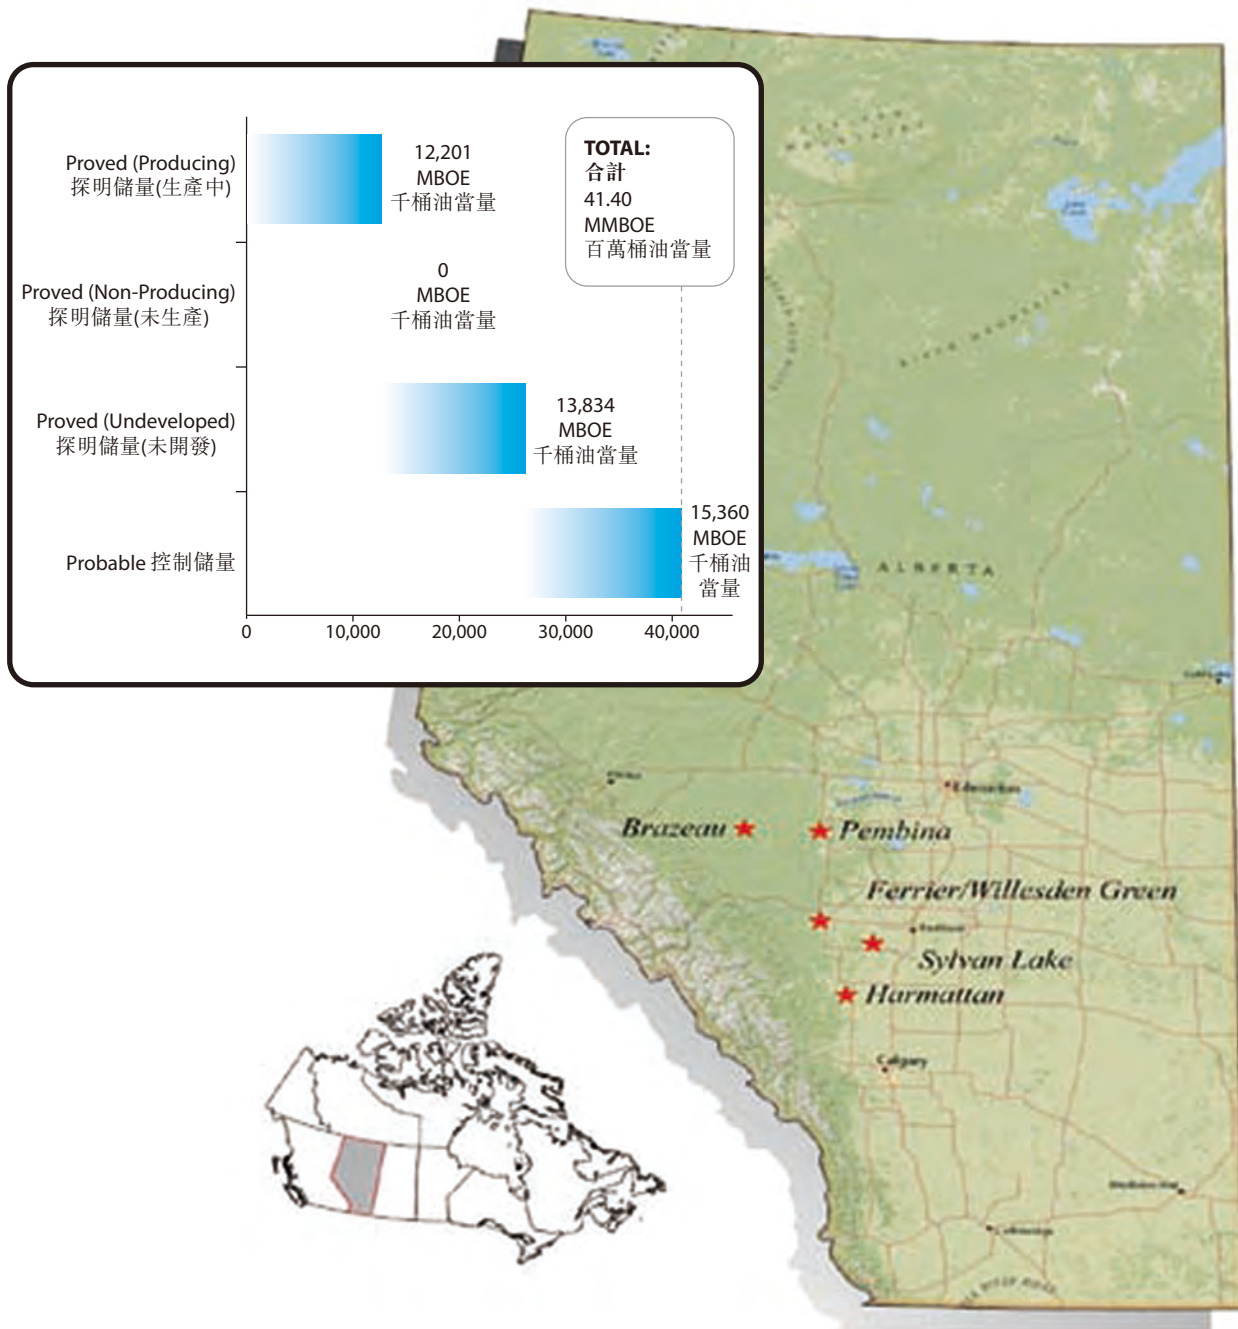 Proved (Producing)
探明儲量(生產中)
12,201
MBOE
千桶油當量
TOTAL:
合計
41.40
MMBOE
百萬桶油當量
Proved (Non-Producing)
探明儲量(未生產)
0
MBOE
千桶油當量
Proved (Undeveloped)
探明儲量(未開發)
13,834
MBOE
千桶油當量
Probable 控制儲量
15,360
MBOE
千桶油
當量
0
10,000
20,000
30,000
40,000
ALBERTA
Edmonton
Brazeau
Pembina
Ferrier/Willesden Green
Sylvan Lake
Harmattan
Calgary